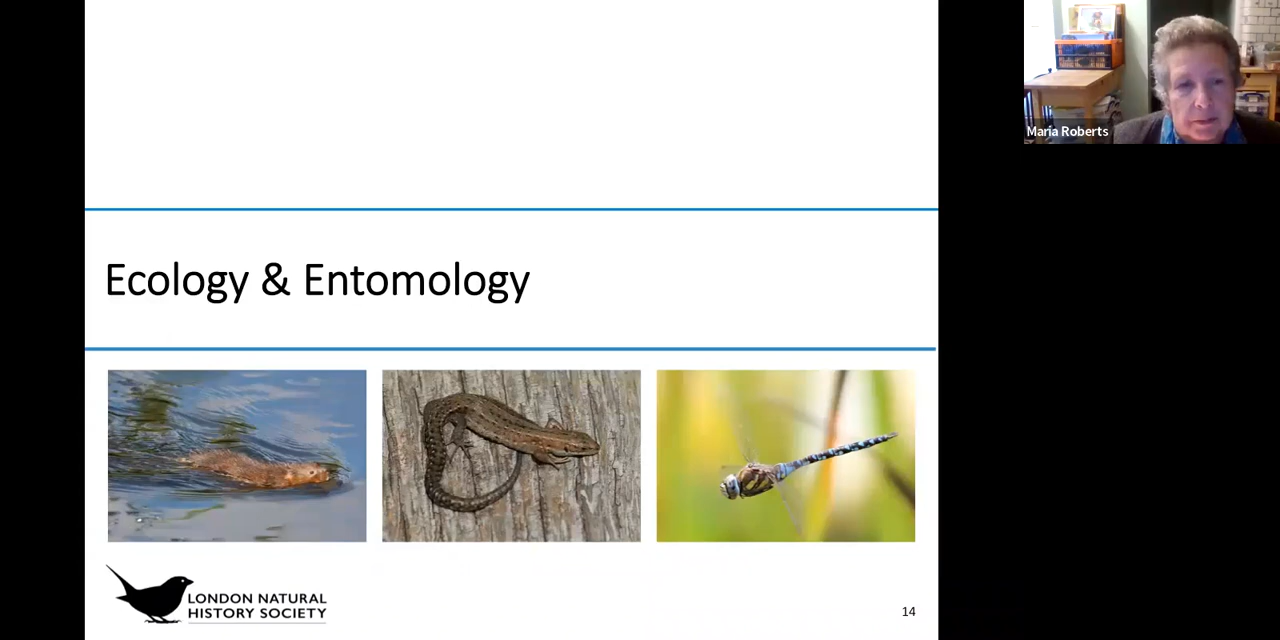 Maria Roberts
Ecology & Entomology
LONDON NATURAL
HISTORY SOCIETY
14